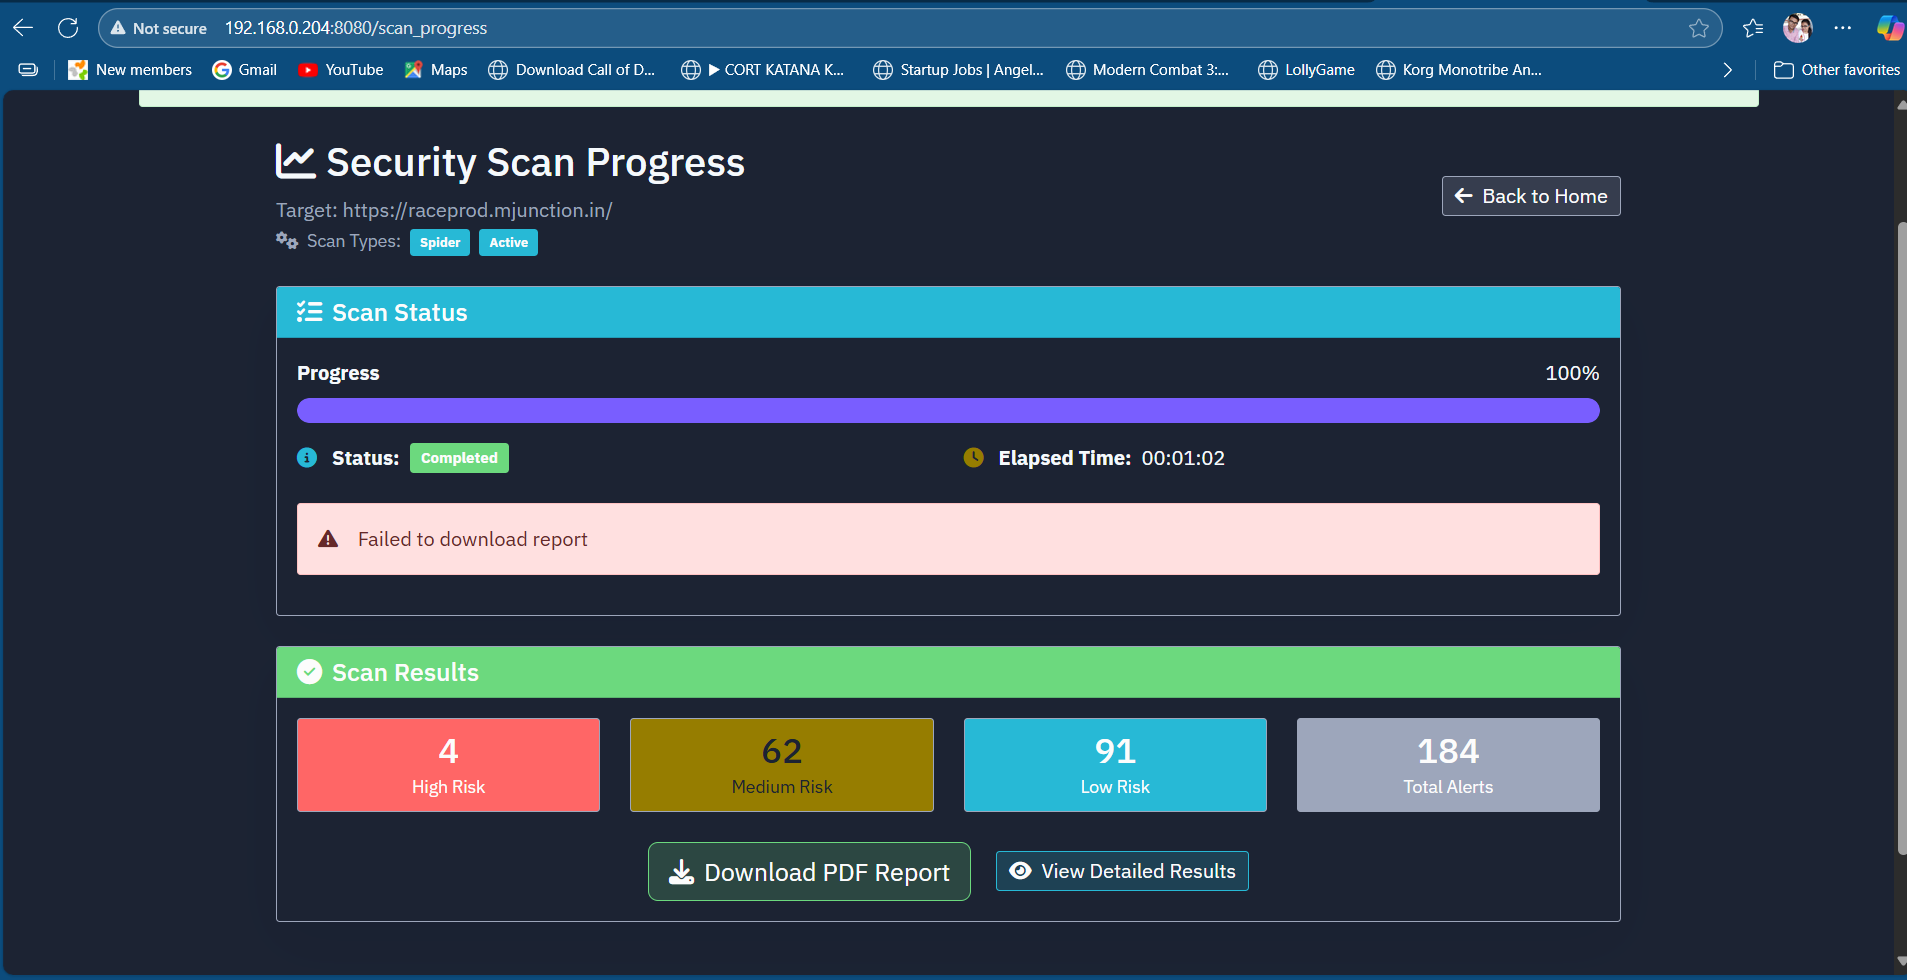 Not secure 192.168.0.204:8080/scan_progress
New members Gmail YouTube Maps Download Call of D... ▶ CORT KATANA K... Startup Jobs | Angel... Modern Combat 3:... LollyGame Korg Monotribe An... Other favorites
Security Scan Progress
Back to Home
Target: https://raceprod.mjunction.in/
Scan Types: Spider Active
Scan Status
Progress 100%
Status: Completed Elapsed Time: 00:01:02
Failed to download report
Scan Results
4 62 91 184
High Risk Medium Risk Low Risk Total Alerts
Download PDF Report View Detailed Results